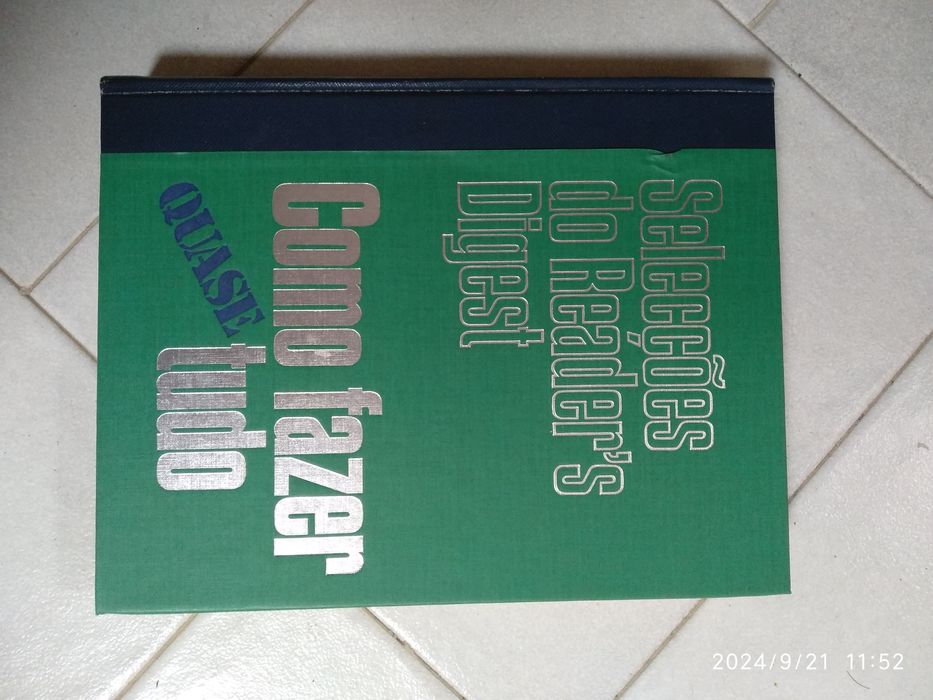 Selecções
do Reader's
Digest
Como fazer
QUASE
tudo
2024/9/21 11:52